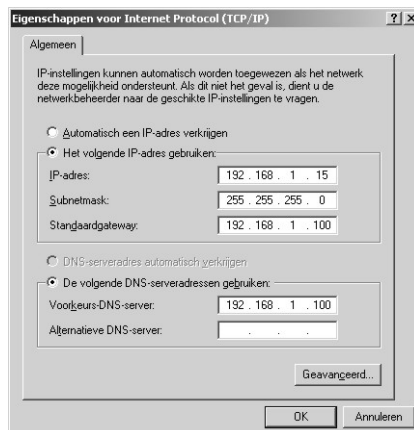 Eigenschappen voor Internet Protocol (TCP/IP)
Algemeen
IP-instellingen kunnen automatisch worden toegewezen als het netwerk
deze mogelijkheid ondersteunt. Als dit niet het geval is, dient u de
netwerkbeheerder naar de geschikte IP-instellingen te vragen.
Automatisch een IP-adres verkrijgen
Het volgende IP-adres gebruiken:
IP-adres: 192 . 168 . 1 . 15
Subnetmask: 255 . 255 . 255 . 0
Standaardgateway: 192 . 168 . 1 . 100
DNS-serveradres automatisch verkrijgen
De volgende DNS-serveradressen gebruiken:
Voorkeurs-DNS-server: 192 . 168 . 1 . 100
Alternatieve DNS-server: . . .
Geavanceerd...
OK Annuleren